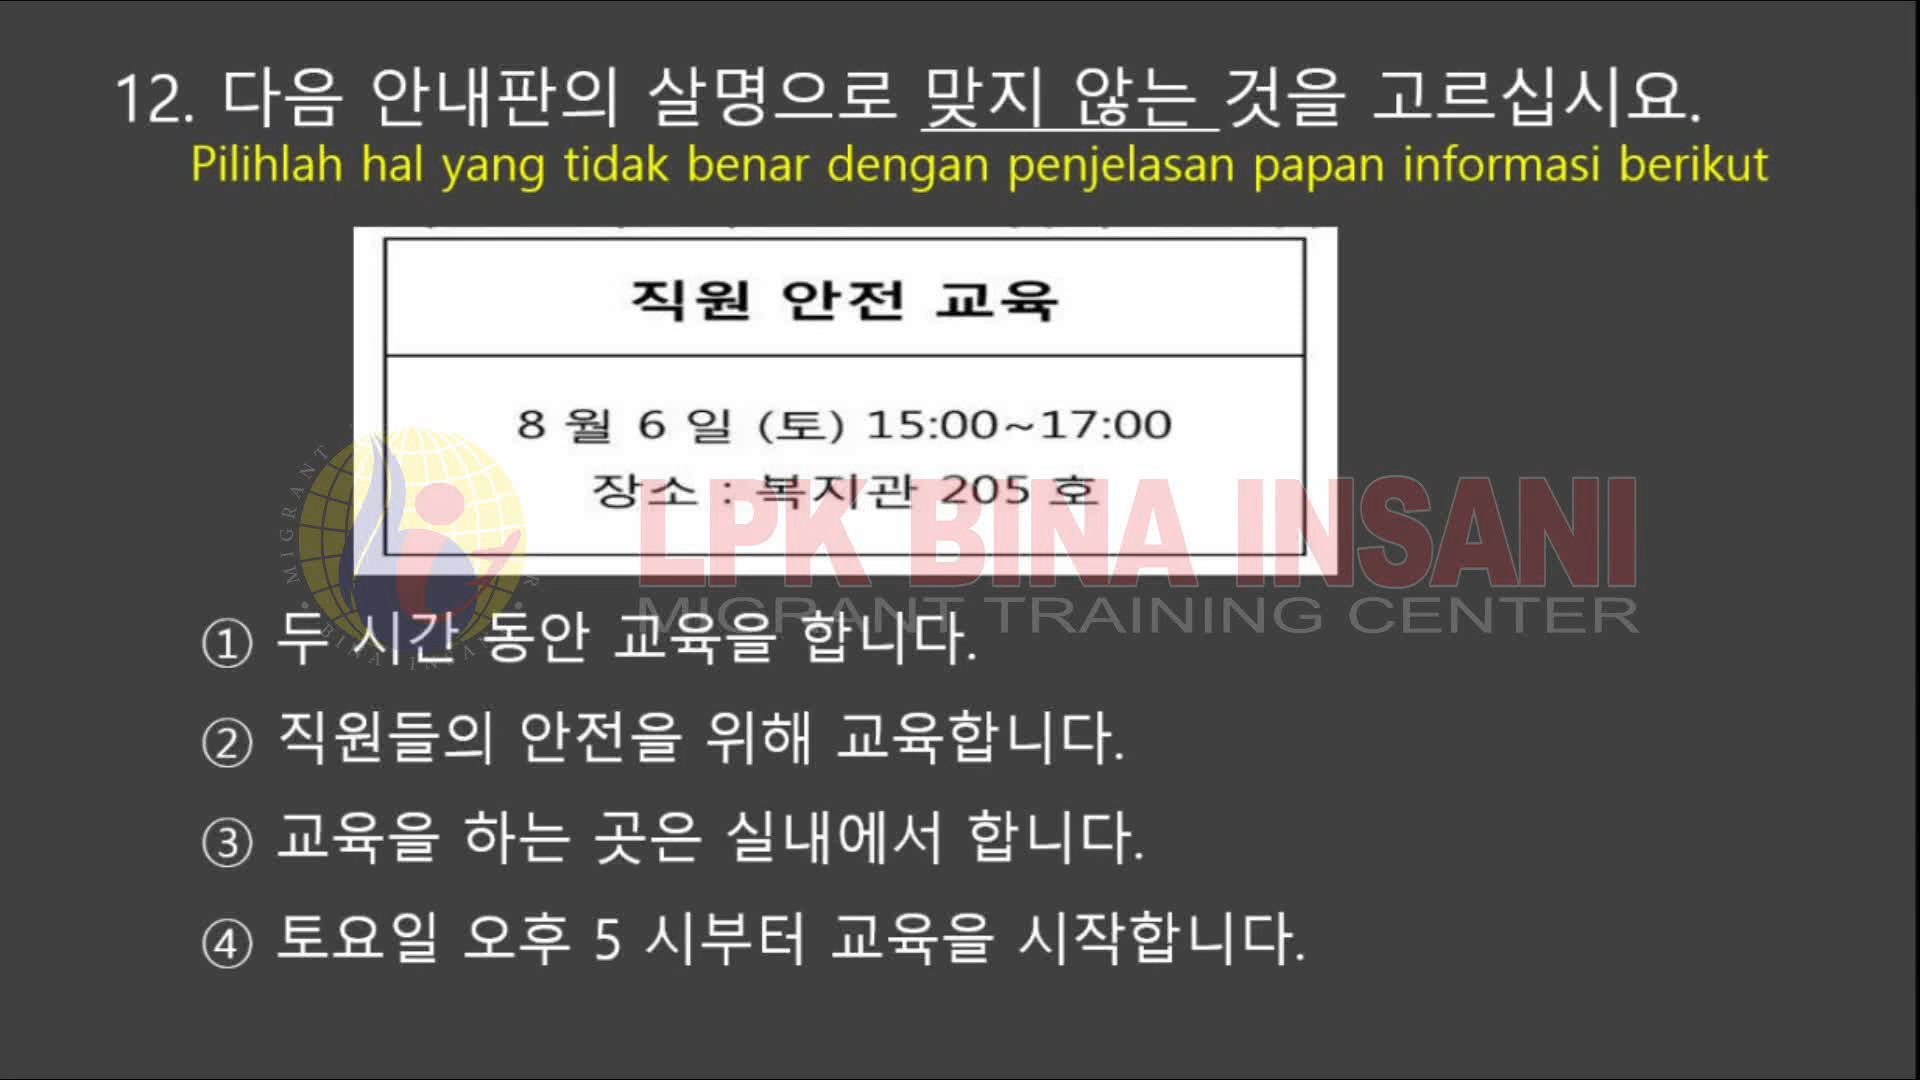 12. 다음 안내판의 살명으로 맞지 않는 것을 고르십시요.
Pilihlah hal yang tidak benar dengan penjelasan papan informasi berikut
직원 안전 교육
8 월 6 일 (토) 15:00~17:00
장소 : 복지관 205 호
LPK BINA INSANI
MIGRANT TRAINING CENTER
① 두 시간 동안 교육을 합니다.
② 직원들의 안전을 위해 교육합니다.
③ 교육을 하는 곳은 실내에서 합니다.
④ 토요일 오후 5 시부터 교육을 시작합니다.